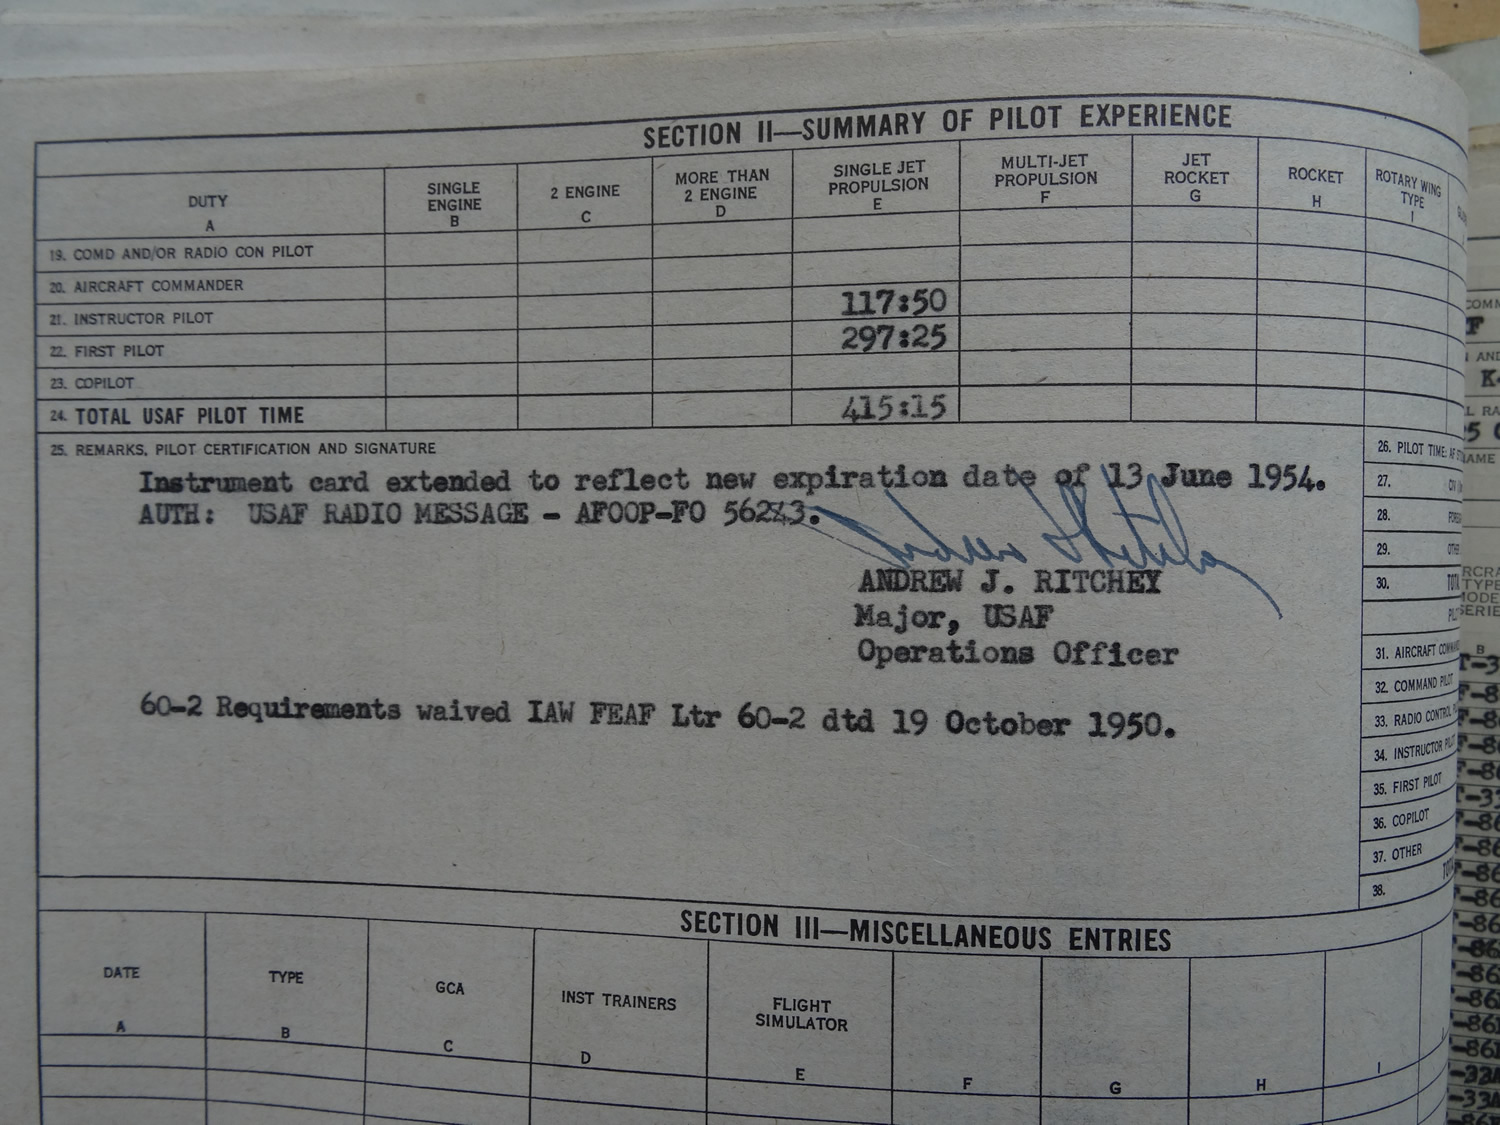 SECTION II—SUMMARY OF PILOT EXPERIENCE
DUTY
A
SINGLE
ENGINE
B
2 ENGINE
C
MORE THAN
2 ENGINE
D
SINGLE JET
PROPULSION
E
MULTI-JET
PROPULSION
F
JET
ROCKET
G
ROCKET
H
ROTARY WING
TYPE
I
19. COMD AND/OR RADIO CON PILOT
20. AIRCRAFT COMMANDER
21. INSTRUCTOR PILOT 117:50
22. FIRST PILOT 297:25
23. COPILOT
24. TOTAL USAF PILOT TIME 415:15
25. REMARKS, PILOT CERTIFICATION AND SIGNATURE
Instrument card extended to reflect new expiration date of 13 June 1954.
AUTH: USAF RADIO MESSAGE - AFOOP-FO 56243.
ANDREW J. RITCHEY
Major, USAF
Operations Officer
60-2 Requirements waived IAW FEAF Ltr 60-2 dtd 19 October 1950.
26. PILOT TIME:
27.
28.
29.
30.
31. AIRCRAFT
32. COMMAND PILOT
33. RADIO CONTROL
34. INSTRUCTOR
35. FIRST PILOT
36. COPILOT
37. OTHER
38.
SECTION III—MISCELLANEOUS ENTRIES
DATE
A
TYPE
B
GCA
C
INST TRAINERS
D
FLIGHT
SIMULATOR
E
F
G
H
I